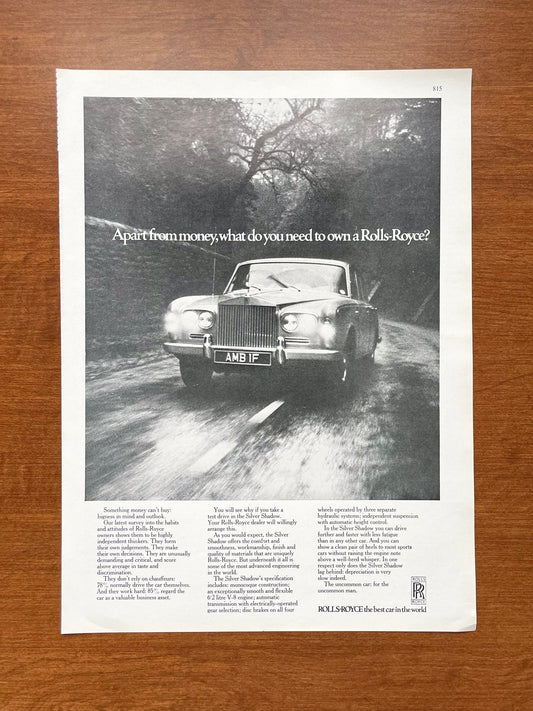 815
Apart from money, what do you need to own a Rolls-Royce?
AMB 1F
Something money can't buy:
bigness in mind and outlook.
Our latest survey into the habits
and attitudes of Rolls-Royce
owners shows them to be highly
independent thinkers. They form
their own judgements. They make
their own decisions. They are unusually
demanding and critical, and score
above average in taste and
discrimination.
They don't rely on chauffeurs:
78%, normally drive the car themselves.
And they work hard: 85%, regard the
car as a valuable business asset.
You will see why if you take a
test drive in the Silver Shadow.
Your Rolls-Royce dealer will willingly
arrange this.
As you would expect, the Silver
Shadow offers the comfort and
smoothness, workmanship, finish and
quality of materials that are uniquely
Rolls-Royce. But underneath it all is
some of the most advanced engineering
in the world.
The Silver Shadow's specification
includes: monocoque construction;
an exceptionally smooth and flexible
6·2 litre V-8 engine; automatic
transmission with electrically-operated
gear selection; disc brakes on all four
wheels operated by three separate
hydraulic systems; independent suspension
with automatic height control.
In the Silver Shadow you can drive
further and faster with less fatigue
than in any other car. And you can
show a clean pair of heels to most sports
cars without raising the engine note
above a well-bred whisper. In one
respect only does the Silver Shadow
lag behind: depreciation is very
slow indeed.
The uncommon car; for the
uncommon man.
ROLLS
RR
ROYCE
ROLLS-ROYCE the best car in the world